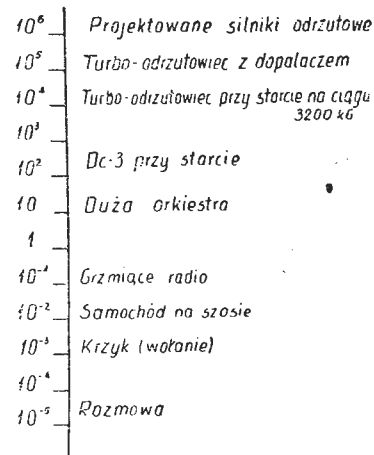 10⁶ Projektowane silniki odrzutowe
10⁵ Turbo-odrzutowiec z dopalaczem
10⁴ Turbo-odrzutowiec przy starcie na ciągu
3200 kG
10³
10² Dc-3 przy starcie
10 Duża orkiestra
1
10⁻¹ Grzmiące radio
10⁻² Samochód na szosie
10⁻³ Krzyk (wołanie)
10⁻⁴
10⁻⁵ Rozmowa